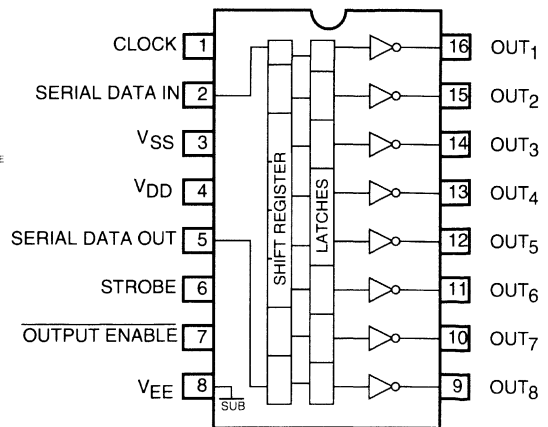 CLOCK 1 16 OUT1
SERIAL DATA IN 2 15 OUT2
VSS 3 14 OUT3
E
VDD 4 13 OUT4
SERIAL DATA OUT 5 12 OUT5
STROBE 6 11 OUT6
OUTPUT ENABLE 7 10 OUT7
VEE 8 9 OUT8
SUB
SHIFT REGISTER
LATCHES